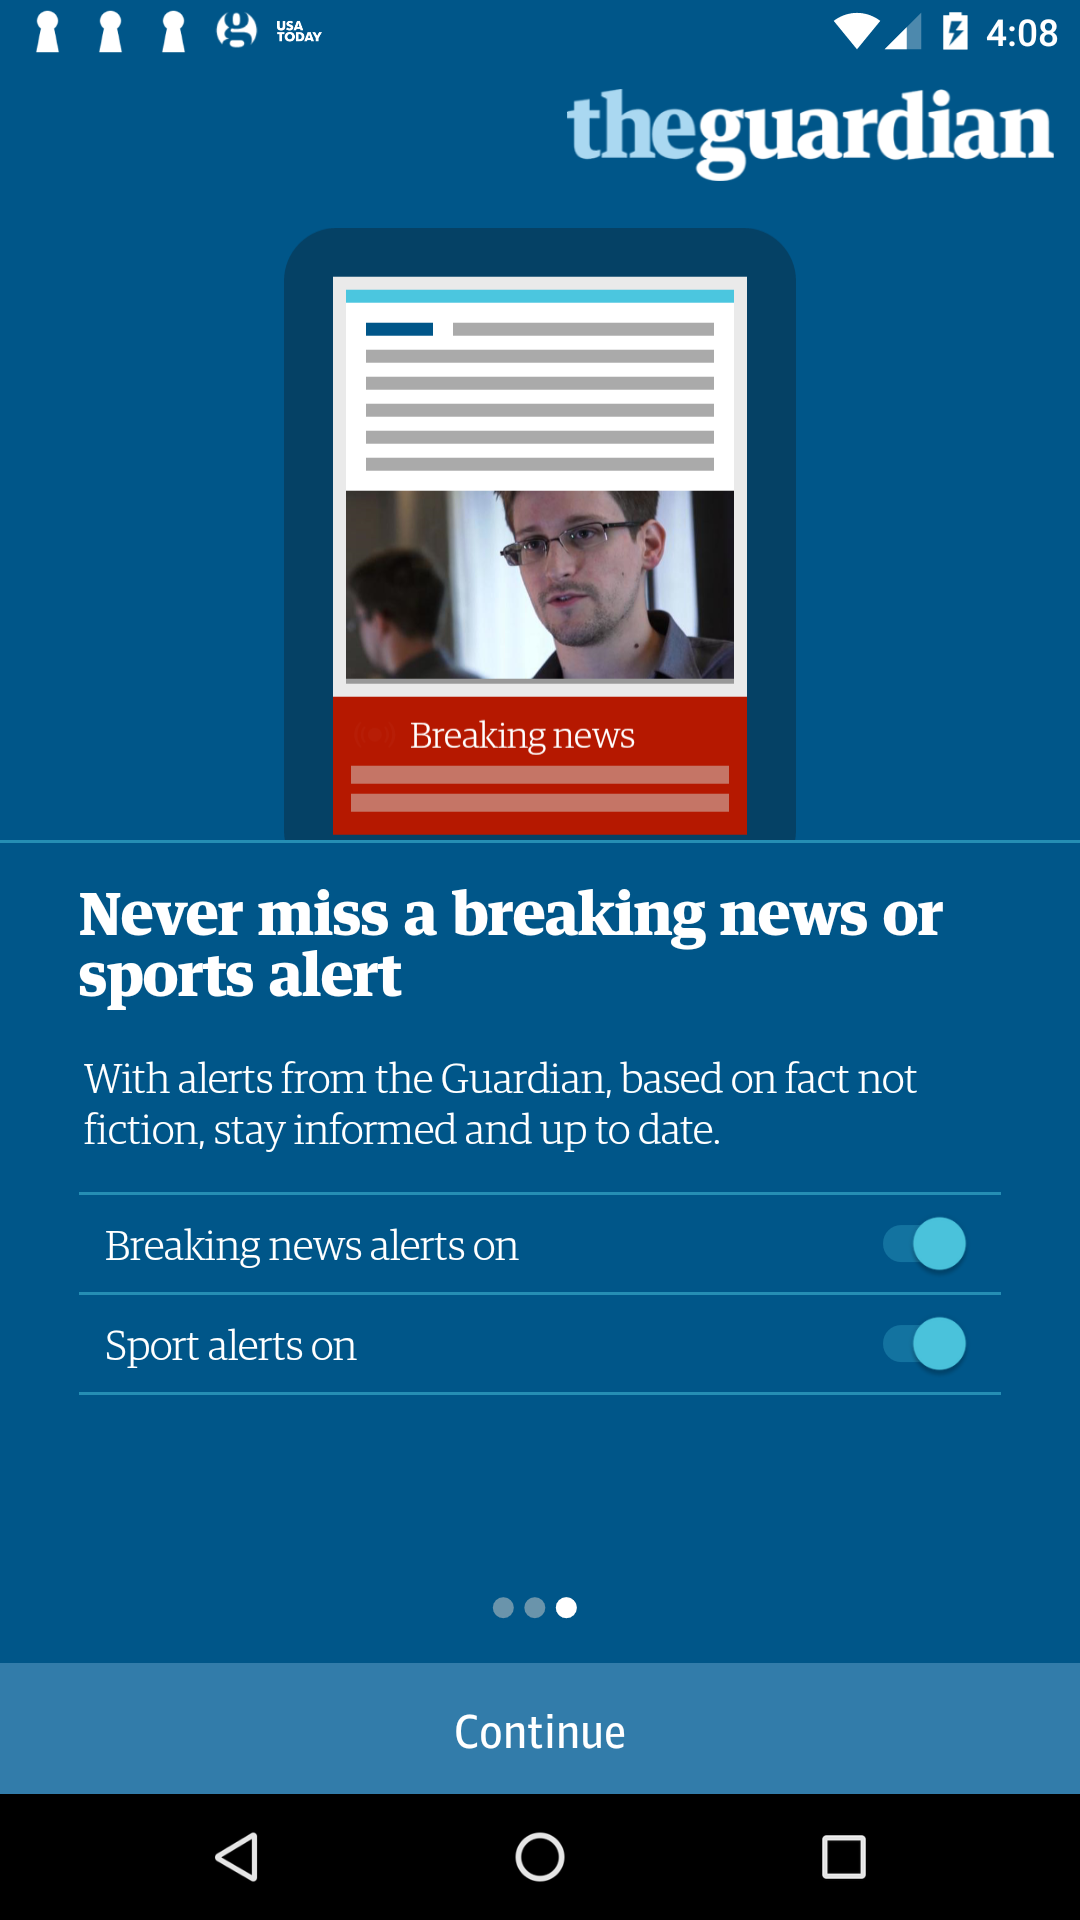 USA
TODAY
4:08
theguardian
Breaking news
Never miss a breaking news or
sports alert
With alerts from the Guardian, based on fact not
fiction, stay informed and up to date.
Breaking news alerts on
Sport alerts on
Continue